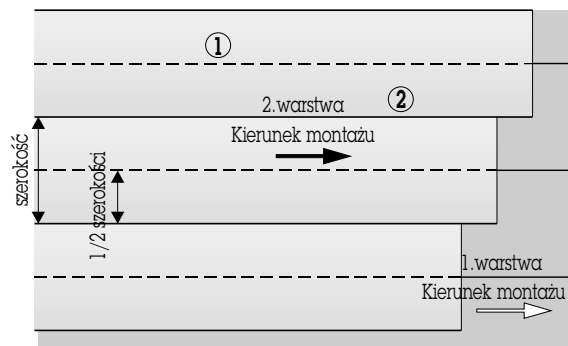 1
2
2.warstwa
Kierunek montażu
szerokość
1/2 szerokości
1.warstwa
Kierunek montażu